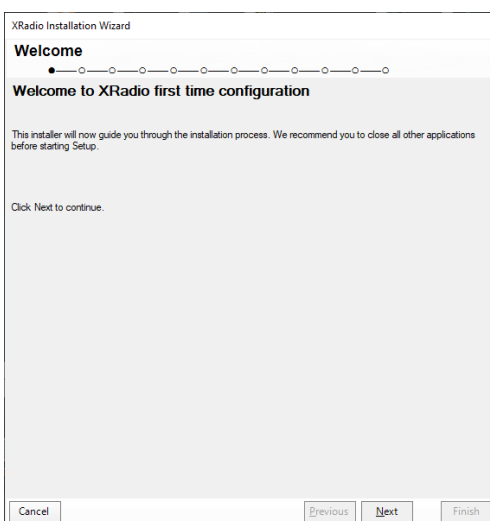 XRadio Installation Wizard
Welcome
Welcome to XRadio first time configuration
This installer will now guide you through the installation process. We recommend you to close all other applications
before starting Setup.
Click Next to continue.
Cancel
Previous
Next
Finish